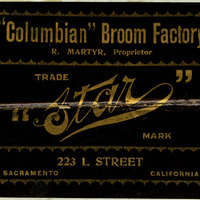 "Columbian" Broom Factory
R. MARTYR, Proprietor
TRADE
"Star"
MARK
223 L STREET
SACRAMENTO CALIFORNIA